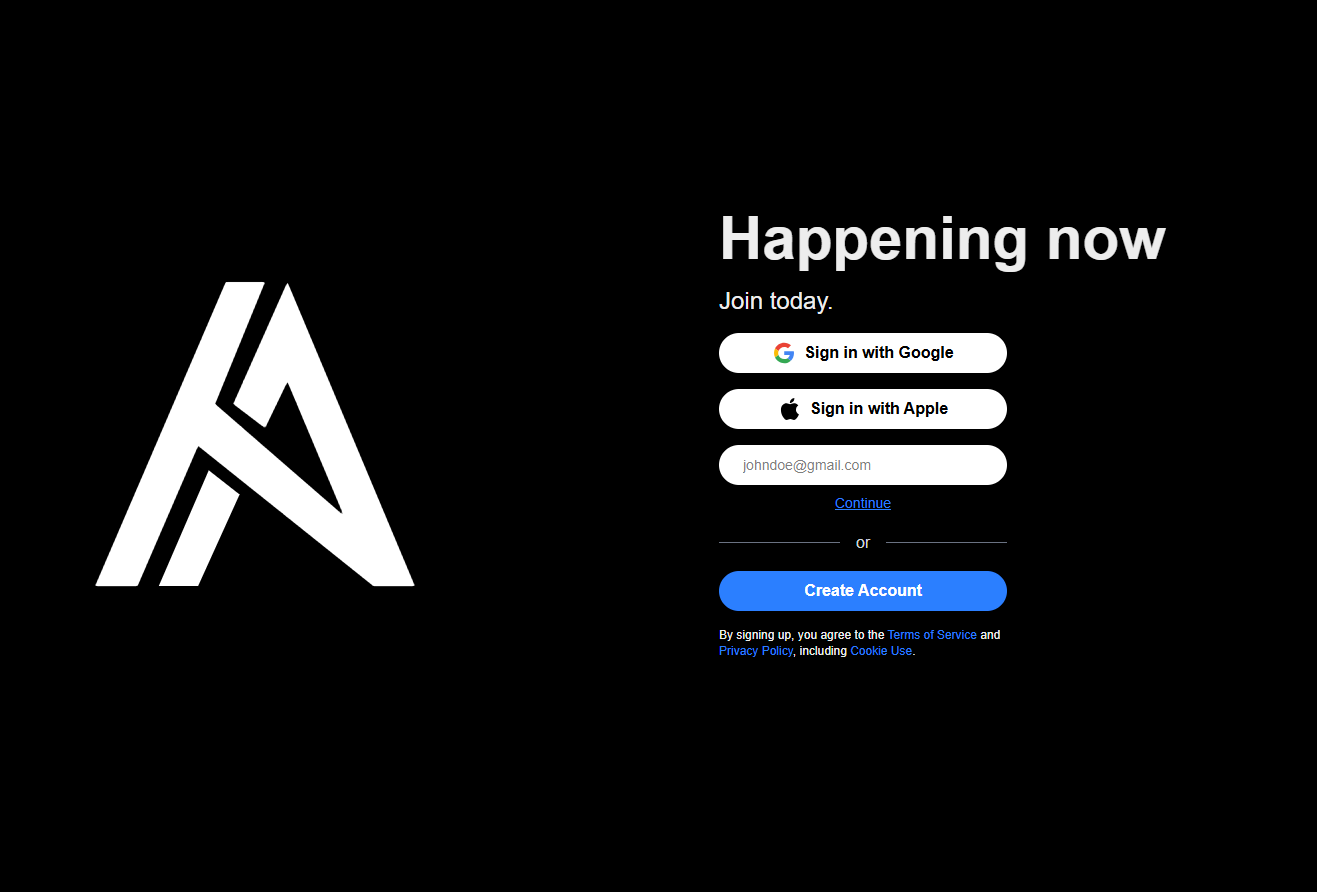 Happening now
Join today.
Sign in with Google
Sign in with Apple
johndoe@gmail.com
Continue
or
Create Account
By signing up, you agree to the Terms of Service and
Privacy Policy, including Cookie Use.